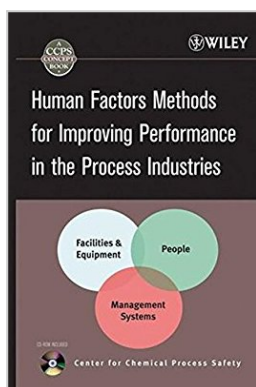 A
CCPS
CONCEPT
BOOK
WILEY
Human Factors Methods
for Improving Performance
in the Process Industries
Facilities &
Equipment
People
Management
Systems
CD-ROM INCLUDED
Center for Chemical Process Safety